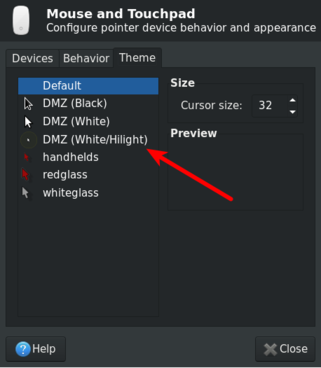 Mouse and Touchpad
Configure pointer device behavior and appearance
Devices Behavior Theme
Default
DMZ (Black)
DMZ (White)
DMZ (White/Hilight)
handhelds
redglass
whiteglass
Size
Cursor size: 32
Preview
Help
Close